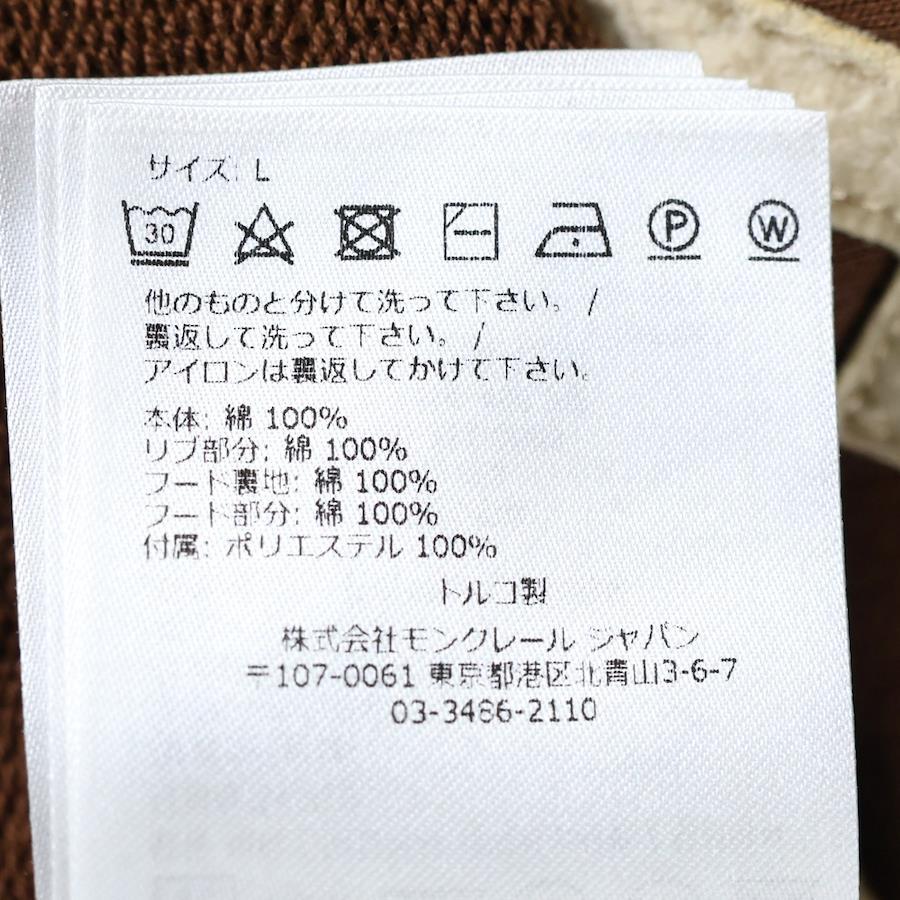 サイズ: L
30 P W
他のものと分けて洗って下さい。 /
裏返して洗って下さい。 /
アイロンは裏返してかけて下さい。
本体: 綿 100%
リブ部分: 綿 100%
フード裏地: 綿 100%
フード部分: 綿 100%
付属: ポリエステル 100%
トルコ製
株式会社モンクレール ジャパン
〒107-0061 東京都港区北青山3-6-7
03-3486-2110